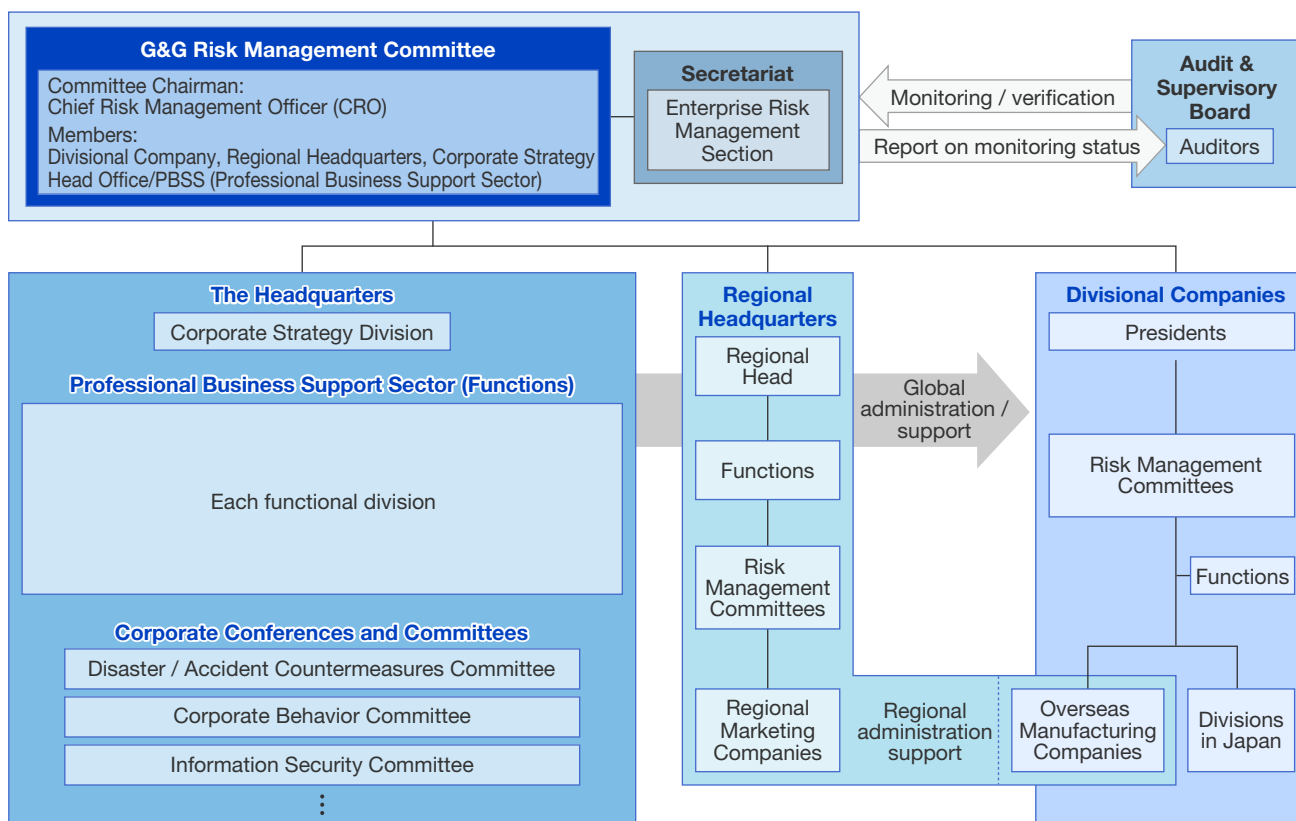 G&G Risk Management Committee
Committee Chairman:
Chief Risk Management Officer (CRO)
Members:
Divisional Company, Regional Headquarters, Corporate Strategy
Head Office/PBSS (Professional Business Support Sector)
Secretariat
Enterprise Risk
Management
Section
Monitoring / verification
Report on monitoring status
Audit &
Supervisory
Board
Auditors
The Headquarters
Corporate Strategy Division
Professional Business Support Sector (Functions)
Each functional division
Corporate Conferences and Committees
Disaster / Accident Countermeasures Committee
Corporate Behavior Committee
Information Security Committee
⋮
Regional
Headquarters
Regional
Head
Functions
Risk
Management
Committees
Regional
Marketing
Companies
Global
administration /
support
Regional
administration
support
Divisional Companies
Presidents
Risk Management
Committees
Functions
Overseas
Manufacturing
Companies
Divisions
in Japan